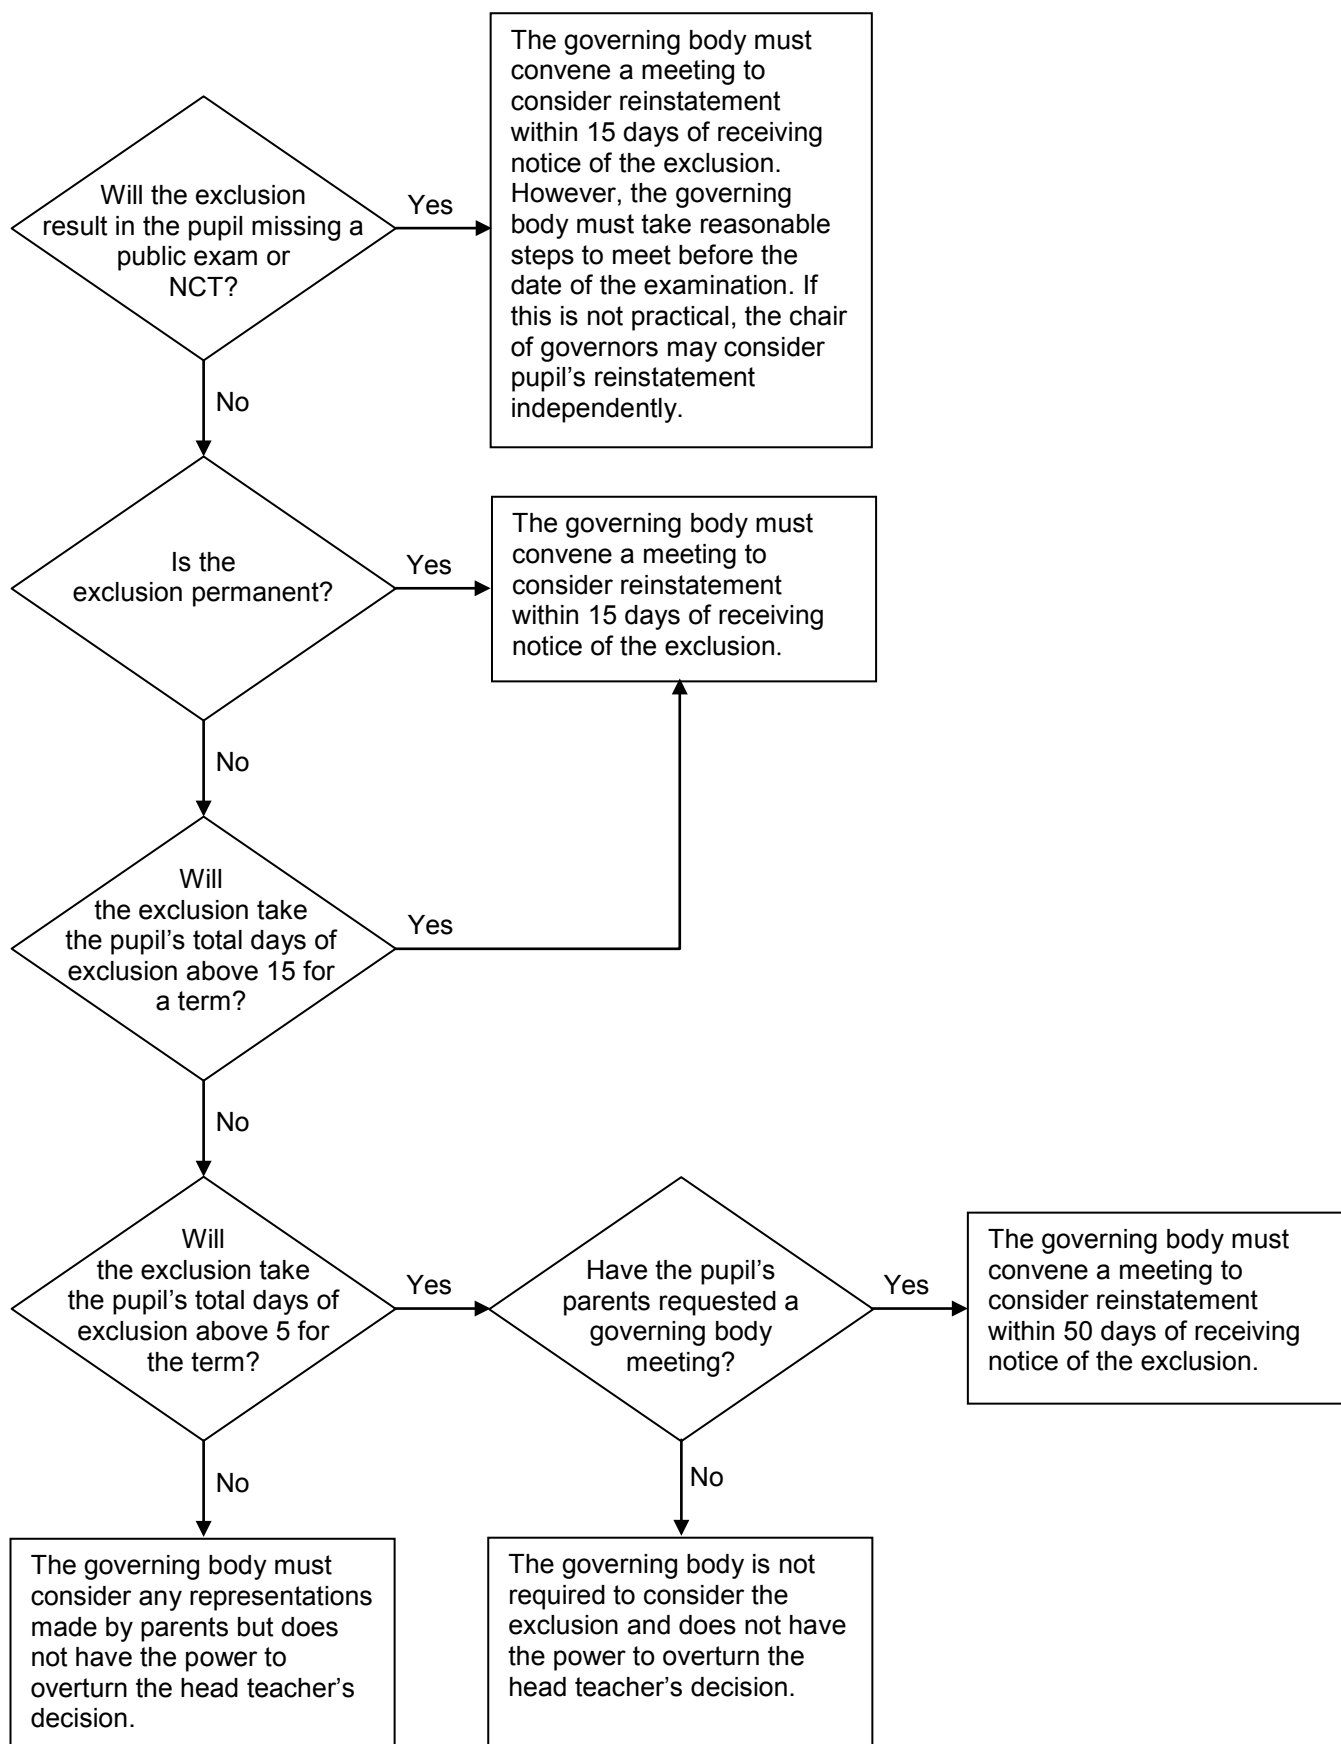 The governing body must
convene a meeting to
consider reinstatement
within 15 days of receiving
notice of the exclusion.
However, the governing
body must take reasonable
steps to meet before the
date of the examination. If
this is not practical, the chair
of governors may consider
pupil's reinstatement
independently.
Will the exclusion
result in the pupil missing a
public exam or
NCT?
Yes
No
Is the
exclusion permanent?
Yes
The governing body must
convene a meeting to
consider reinstatement
within 15 days of receiving
notice of the exclusion.
No
Will
the exclusion take
the pupil's total days of
exclusion above 15 for
a term?
Yes
No
Will
the exclusion take
the pupil's total days of
exclusion above 5 for
the term?
Yes
Have the pupil's
parents requested a
governing body
meeting?
Yes
The governing body must
convene a meeting to
consider reinstatement
within 50 days of receiving
notice of the exclusion.
No
No
The governing body must
consider any representations
made by parents but does
not have the power to
overturn the head teacher's
decision.
The governing body is not
required to consider the
exclusion and does not have
the power to overturn the
head teacher's decision.